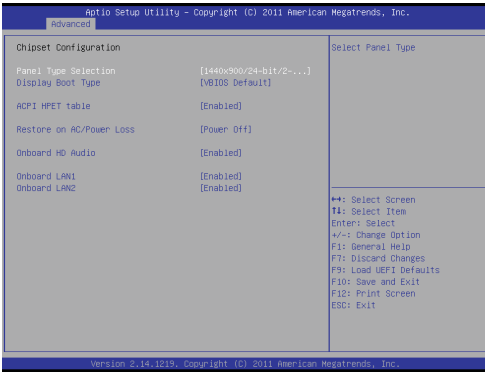 Aptio Setup Utility – Copyright (C) 2011 American Megatrends, Inc.
Advanced
Chipset Configuration
Panel Type Selection [1440x900/24-bit/2-...]
Display Boot Type [VBIOS Default]
ACPI HPET table [Enabled]
Restore on AC/Power Loss [Power Off]
Onboard HD Audio [Enabled]
Onboard LAN1 [Enabled]
Onboard LAN2 [Enabled]
Select Panel Type
↔: Select Screen
↑↓: Select Item
Enter: Select
+/-: Change Option
F1: General Help
F7: Discard Changes
F9: Load UEFI Defaults
F10: Save and Exit
F12: Print Screen
ESC: Exit
Version 2.14.1219. Copyright (C) 2011 American Megatrends, Inc.